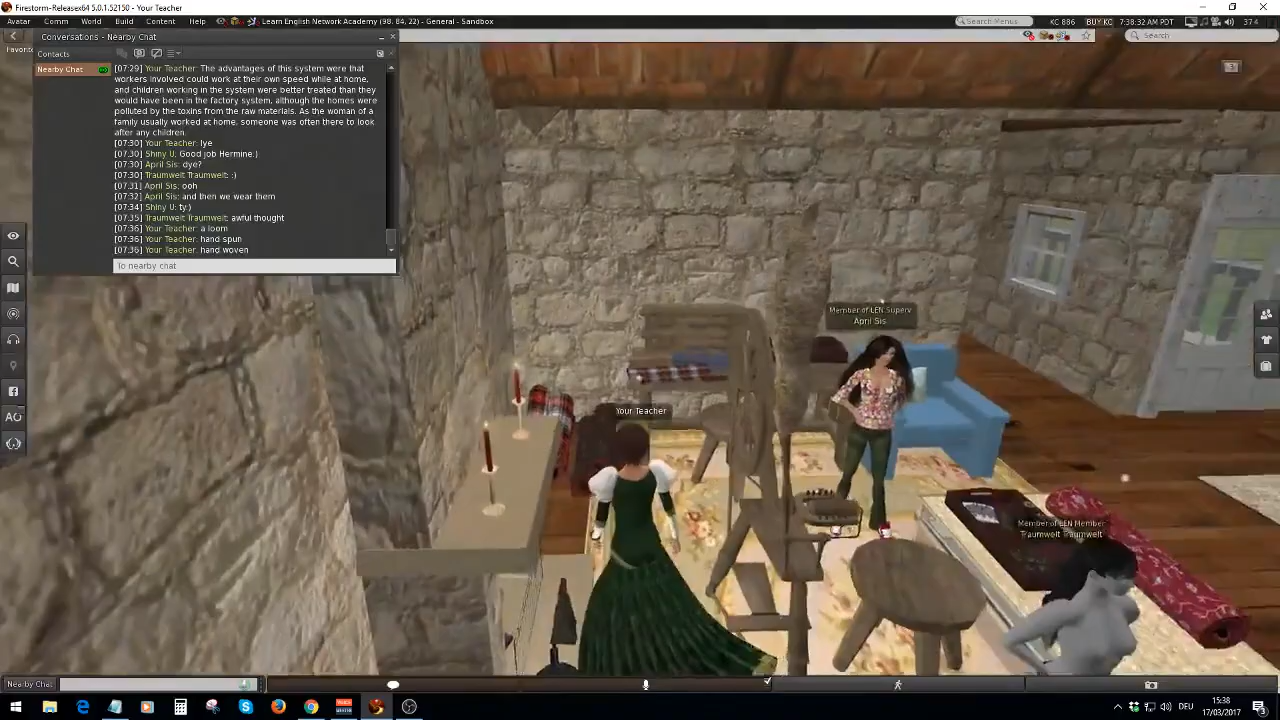 Firestorm-Releasex64 5.0.1.52150 - Your Teacher
Avatar Comm World Build Content Help Learn English Network Academy (98, 84, 22) - General - Sandbox Search Menus KC 886 BUY KC 7:38:32 PM PDT 37.4
Search
Conversations - Nearby Chat
Contacts
Nearby Chat
[07:29] Your Teacher: The advantages of this system were that
workers involved could work at their own speed while at home,
and children working in the system were better treated than they
would have been in the factory system, although the homes were
polluted by the toxins from the raw materials. As the woman of a
family usually worked at home, someone was often there to look
after any children.
[07:30] Your Teacher: lye
[07:30] Shiny U: Good job Hermine:)
[07:30] April Sis: dye?
[07:30] Traumwelt Traumwelt: :)
[07:31] April Sis: ooh
[07:32] April Sis: and then we wear them
[07:34] Shiny U: ty:)
[07:35] Traumwelt Traumwelt: awful thought
[07:36] Your Teacher: a loom
[07:36] Your Teacher: hand spun
[07:36] Your Teacher: hand woven
To nearby chat
3
AO
Member of LEN Superv
April Sis
Your Teacher
Member of LEN Member
Traumwelt Traumwelt
Nearby Chat
DEU
15:38
17/03/2017
3